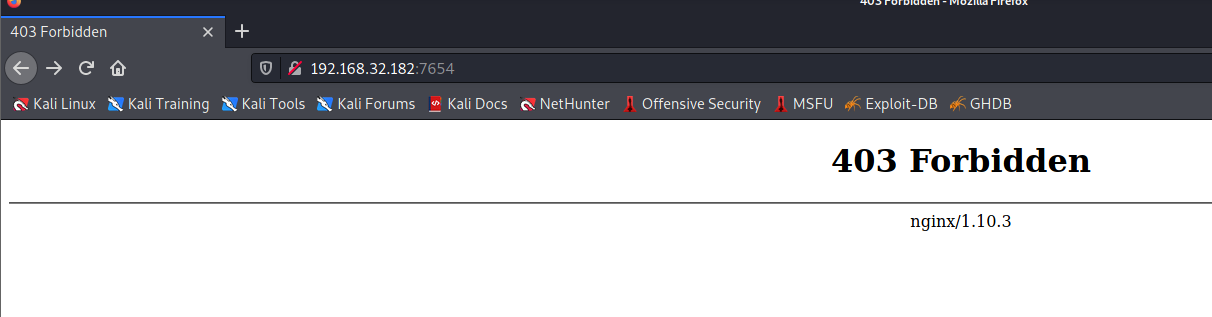 403 Forbidden - Mozilla Firefox
403 Forbidden
192.168.32.182:7654
Kali Linux Kali Training Kali Tools Kali Forums Kali Docs NetHunter Offensive Security MSFU Exploit-DB GHDB
403 Forbidden
nginx/1.10.3